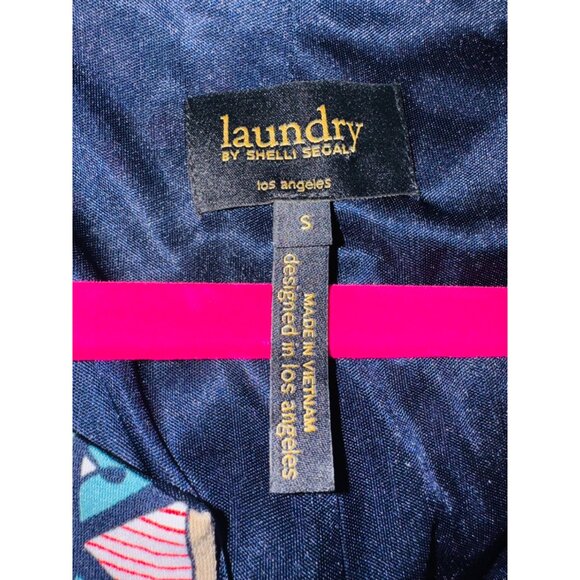 laundry
BY SHELLI SEGAL
los angeles
S
MADE IN VIETNAM
designed in los angeles